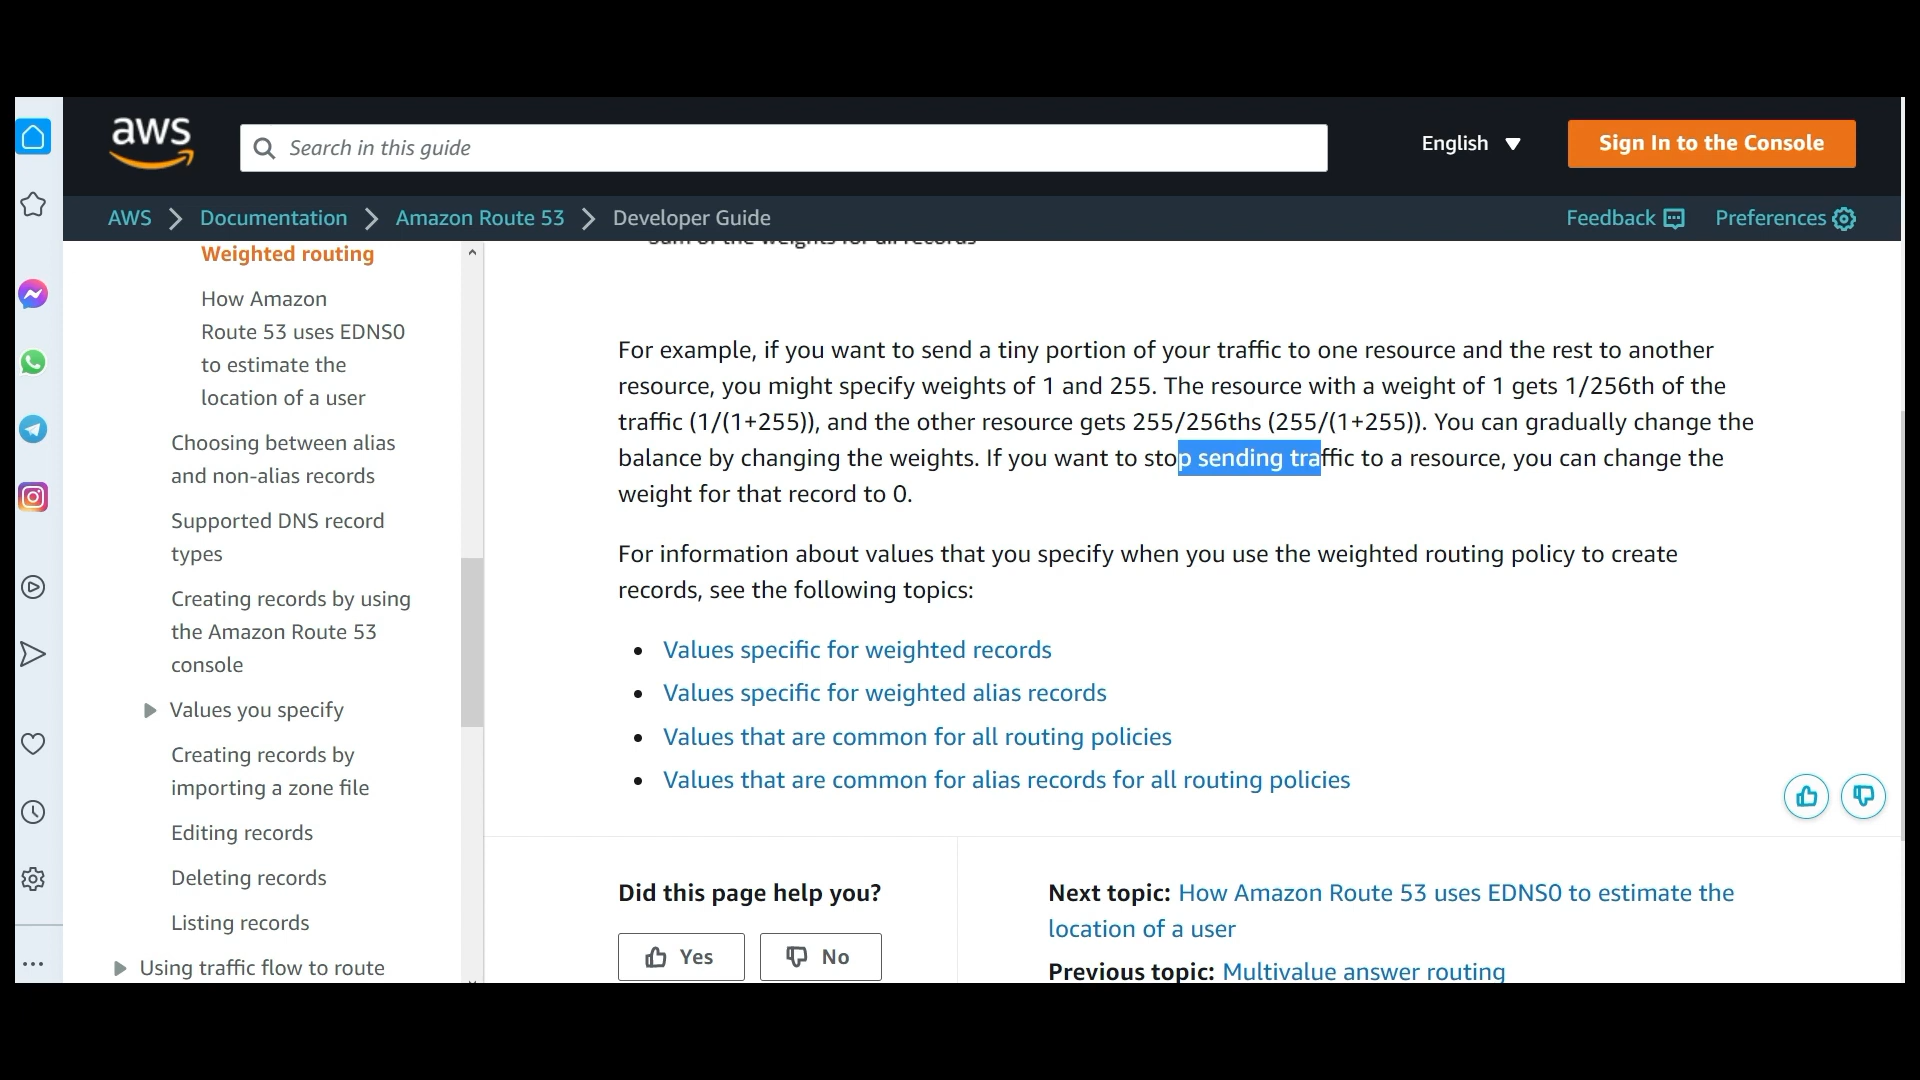 aws
Search in this guide
English
Sign In to the Console
AWS
Documentation
Amazon Route 53
Developer Guide
Feedback
Preferences
Weighted routing
How Amazon
Route 53 uses EDNS0
to estimate the
location of a user
Choosing between alias
and non-alias records
Supported DNS record
types
Creating records by using
the Amazon Route 53
console
Values you specify
Creating records by
importing a zone file
Editing records
Deleting records
Listing records
Using traffic flow to route
Sum of the weights for all records
For example, if you want to send a tiny portion of your traffic to one resource and the rest to another
resource, you might specify weights of 1 and 255. The resource with a weight of 1 gets 1/256th of the
traffic (1/(1+255)), and the other resource gets 255/256ths (255/(1+255)). You can gradually change the
balance by changing the weights. If you want to stop sending traffic to a resource, you can change the
weight for that record to 0.
For information about values that you specify when you use the weighted routing policy to create
records, see the following topics:
• Values specific for weighted records
• Values specific for weighted alias records
• Values that are common for all routing policies
• Values that are common for alias records for all routing policies
Did this page help you?
Yes
No
Next topic: How Amazon Route 53 uses EDNS0 to estimate the
location of a user
Previous topic: Multivalue answer routing